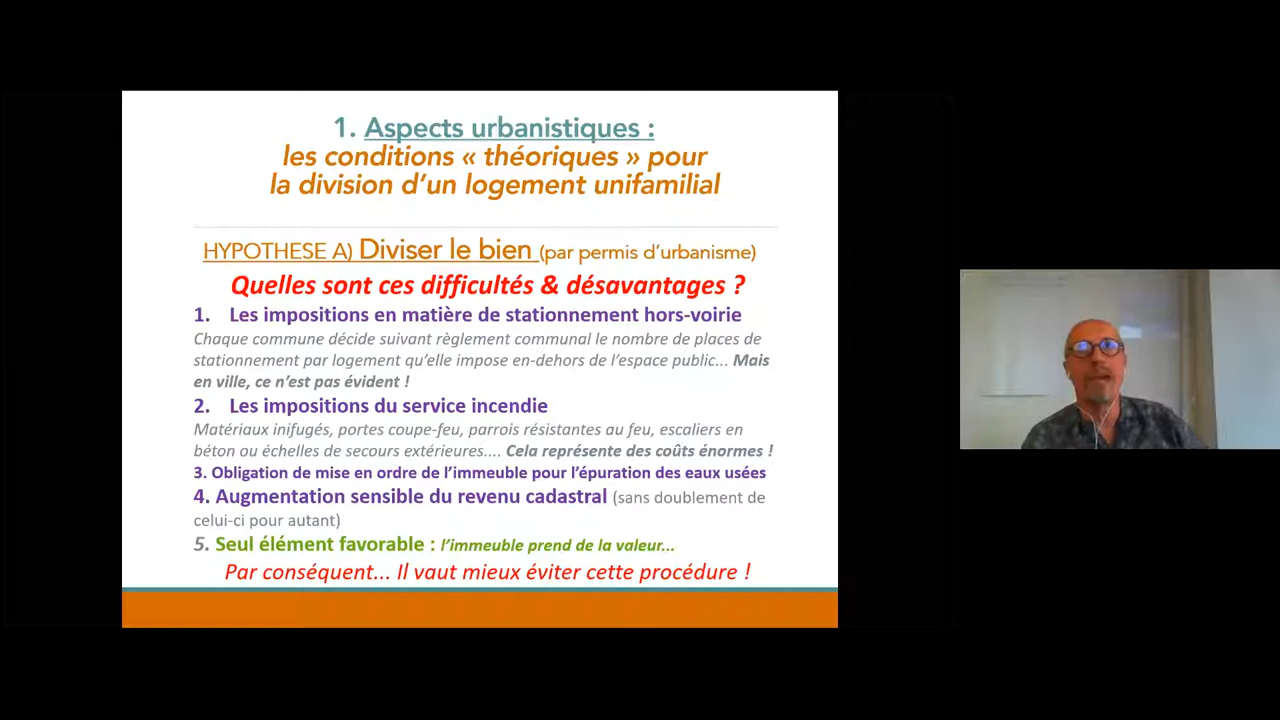 1. Aspects urbanistiques :
les conditions « théoriques » pour
la division d’un logement unifamilial
HYPOTHESE A) Diviser le bien (par permis d’urbanisme)
Quelles sont ces difficultés & désavantages ?
1. Les impositions en matière de stationnement hors-voirie
Chaque commune décide suivant règlement communal le nombre de places de
stationnement par logement qu’elle impose en-dehors de l’espace public... Mais
en ville, ce n’est pas évident !
2. Les impositions du service incendie
Matériaux inifugés, portes coupe-feu, parrois résistantes au feu, escaliers en
béton ou échelles de secours extérieures.... Cela représente des coûts énormes !
3. Obligation de mise en ordre de l’immeuble pour l’épuration des eaux usées
4. Augmentation sensible du revenu cadastral (sans doublement de
celui-ci pour autant)
5. Seul élément favorable : l’immeuble prend de la valeur...
Par conséquent... Il vaut mieux éviter cette procédure !